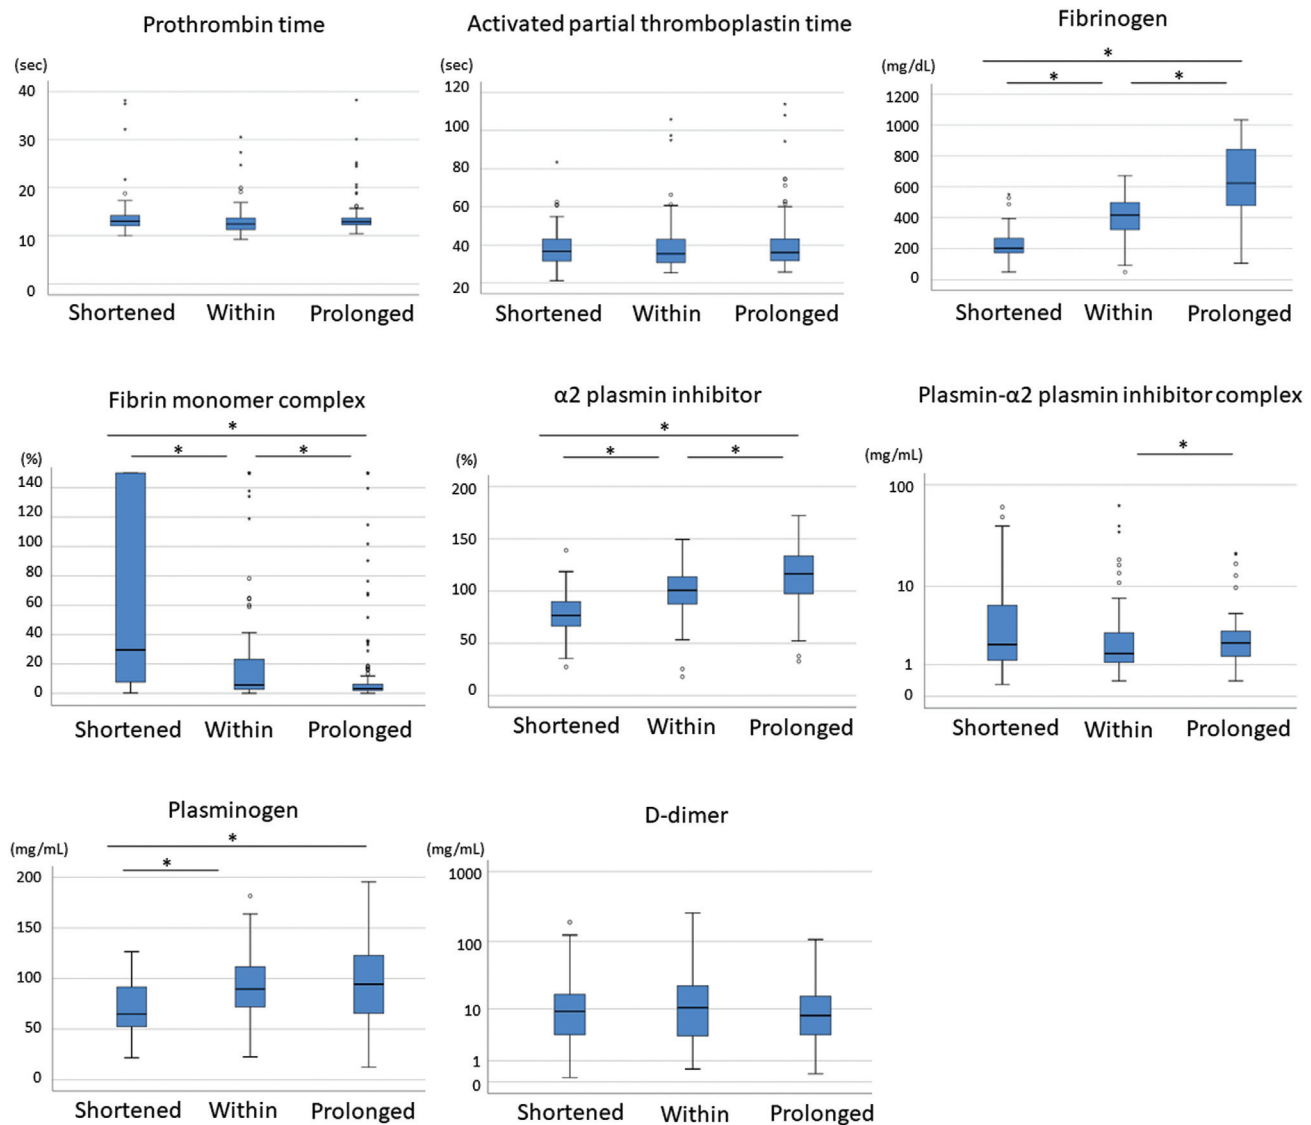 Prothrombin time
(sec)
40
30
20
10
0
Shortened Within Prolonged
Activated partial thromboplastin time
(sec)
120
100
80
60
40
20
Shortened Within Prolonged
Fibrinogen
*
(mg/dL)
* *
1200
1000
800
600
400
200
0
Shortened Within Prolonged
Fibrin monomer complex
*
* *
(%)
140
120
100
80
60
40
20
0
Shortened Within Prolonged
α2 plasmin inhibitor
*
* *
(%)
200
150
100
50
0
Shortened Within Prolonged
Plasmin-α2 plasmin inhibitor complex
*
(mg/mL)
100
10
1
0
Shortened Within Prolonged
Plasminogen
*
(mg/mL)
*
200
150
100
50
0
Shortened Within Prolonged
D-dimer
(mg/mL)
1000
100
10
1
0
Shortened Within Prolonged